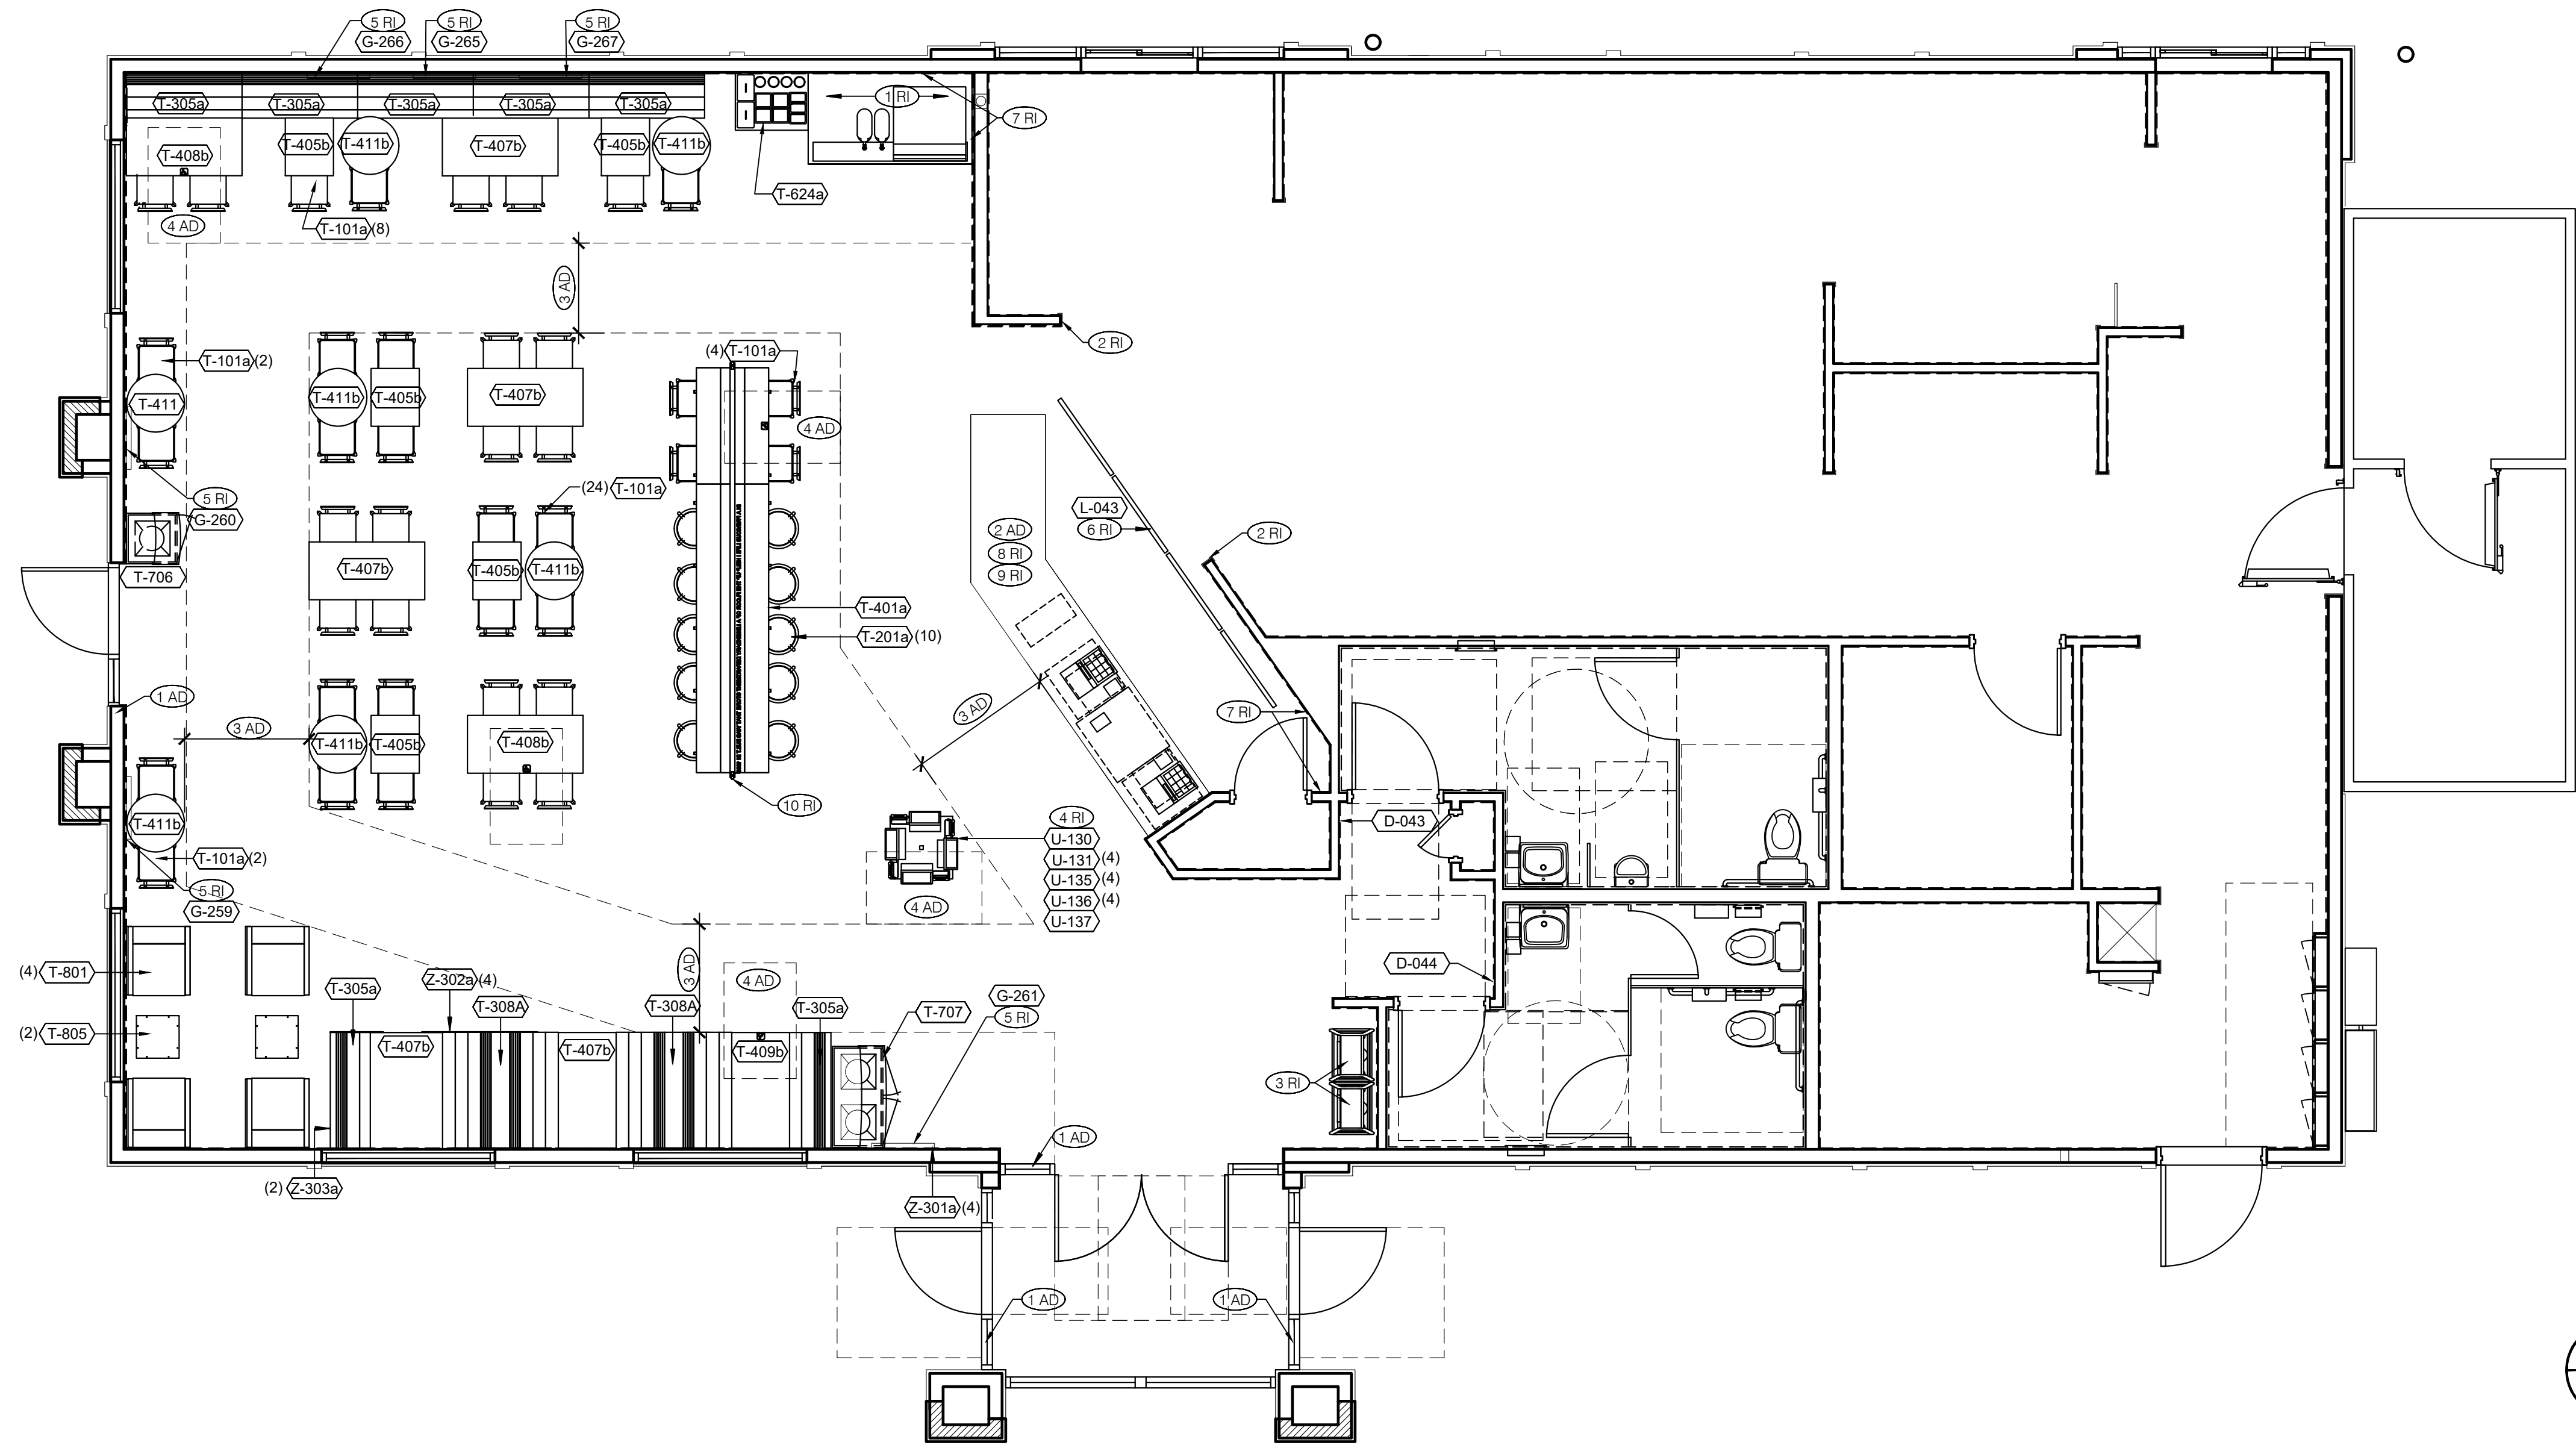 5 RI
G-266
5 RI
G-265
5 RI
G-267
T-305a
T-305a
T-305a
T-305a
T-305a
1 RI
7 RI
T-408b
T-405b
T-411b
T-407b
T-405b
T-411b
T-624a
4 AD
T-101a (8)
3 AD
2 RI
T-101a (2)
(4) T-101a
T-411
T-411b
T-405b
T-407b
4 AD
5 RI
G-260
(24) T-101a
L-043
6 RI
2 AD
8 RI
9 RI
2 RI
T-706
T-407b
T-405b
T-411b
T-401a
T-201a (10)
1 AD
3 AD
3 AD
7 RI
T-411b
T-405b
T-408b
10 RI
T-411b
T-101a (2)
4 RI
U-130
U-131 (4)
U-135 (4)
U-136 (4)
U-137
D-043
5 RI
G-259
4 AD
(4) T-801
T-305a
Z-302a (4)
T-308A
3 AD
T-308A
4 AD
T-305a
G-261
5 RI
T-707
D-044
(2) T-805
T-407b
T-407b
T-409b
3 RI
1 AD
(2) Z-303a
Z-301a (4)
1 AD
1 AD